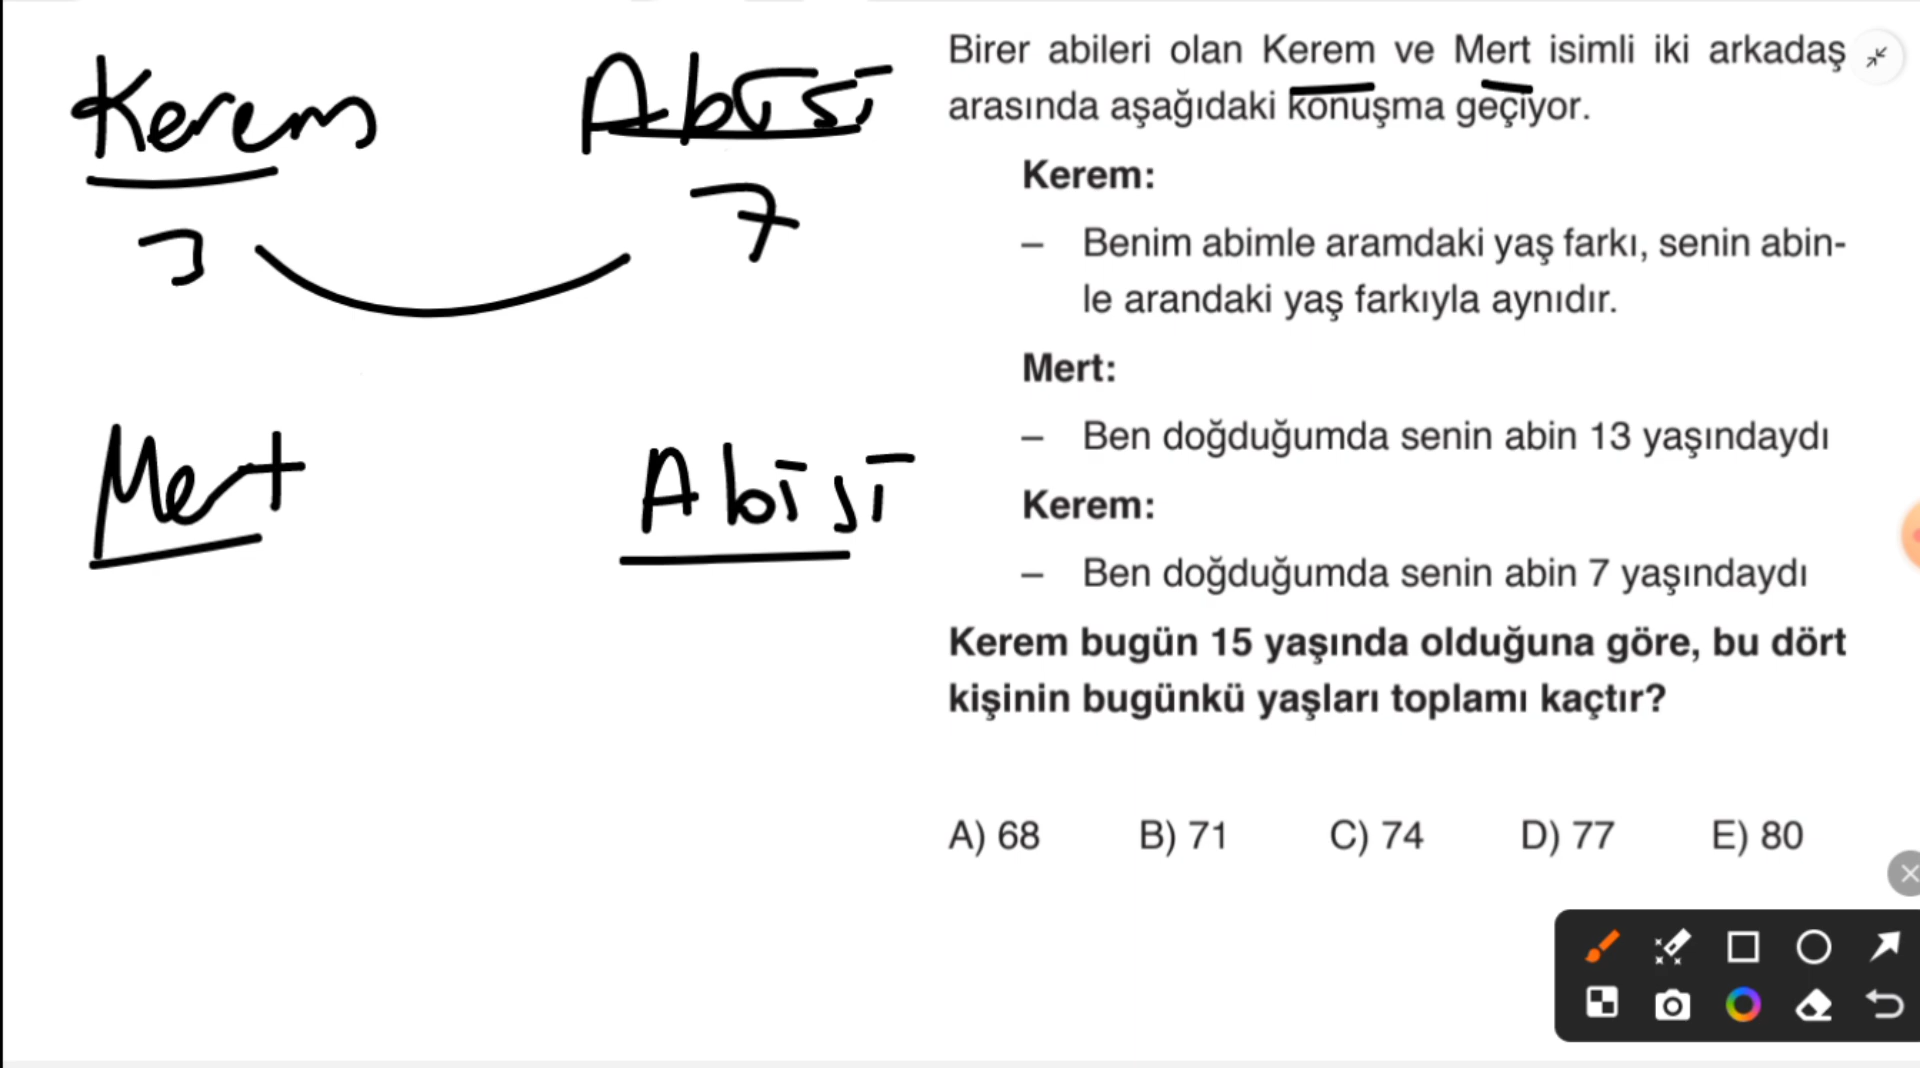 Kerem Abisi
3 7
Mert Abisi
Birer abileri olan Kerem ve Mert isimli iki arkadaş
arasında aşağıdaki konuşma geçiyor.
Kerem:
– Benim abimle aramdaki yaş farkı, senin abin-
le arandaki yaş farkıyla aynıdır.
Mert:
– Ben doğduğumda senin abin 13 yaşındaydı
Kerem:
– Ben doğduğumda senin abin 7 yaşındaydı
Kerem bugün 15 yaşında olduğuna göre, bu dört
kişinin bugünkü yaşları toplamı kaçtır?
A) 68 B) 71 C) 74 D) 77 E) 80